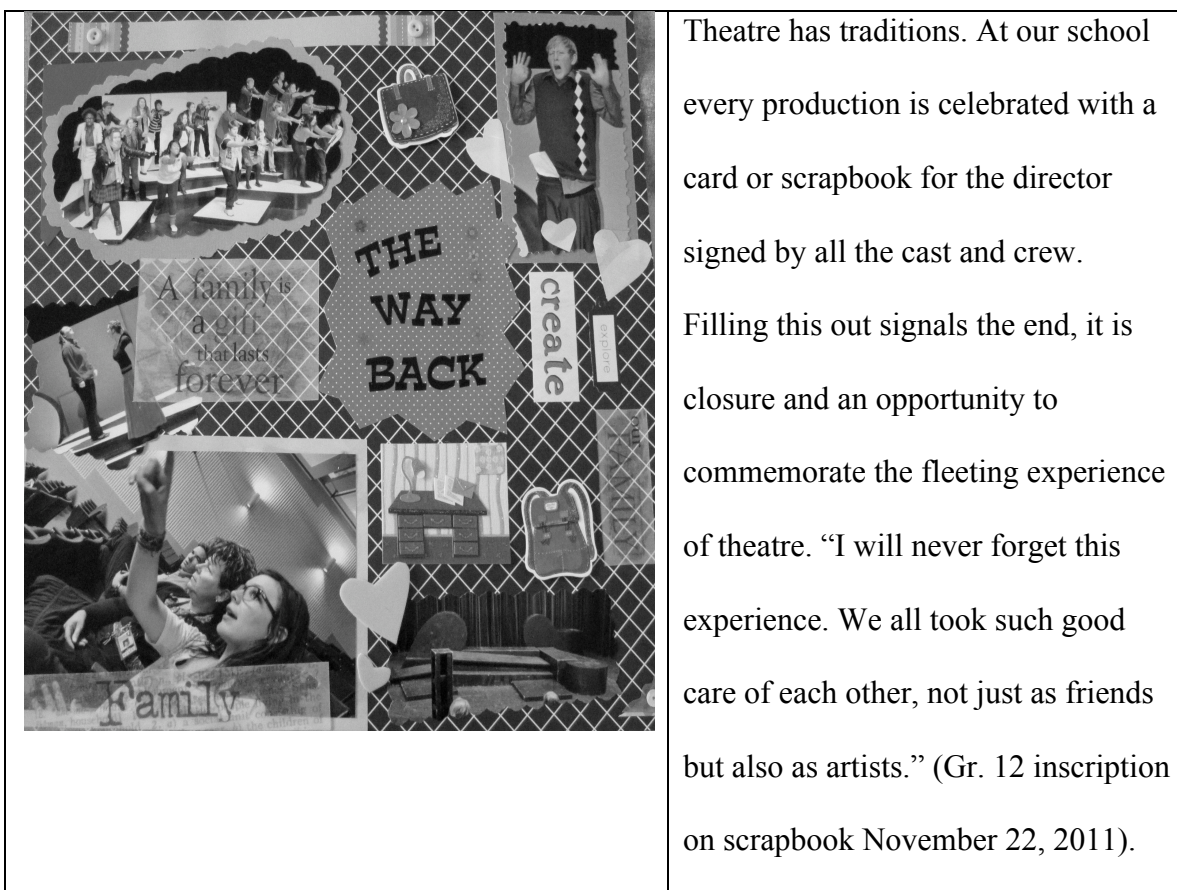 A family is
a gift
that lasts
forever
THE
WAY
BACK
create
explore
our
FAMILY
Family
Theatre has traditions. At our school
every production is celebrated with a
card or scrapbook for the director
signed by all the cast and crew.
Filling this out signals the end, it is
closure and an opportunity to
commemorate the fleeting experience
of theatre. “I will never forget this
experience. We all took such good
care of each other, not just as friends
but also as artists.” (Gr. 12 inscription
on scrapbook November 22, 2011).